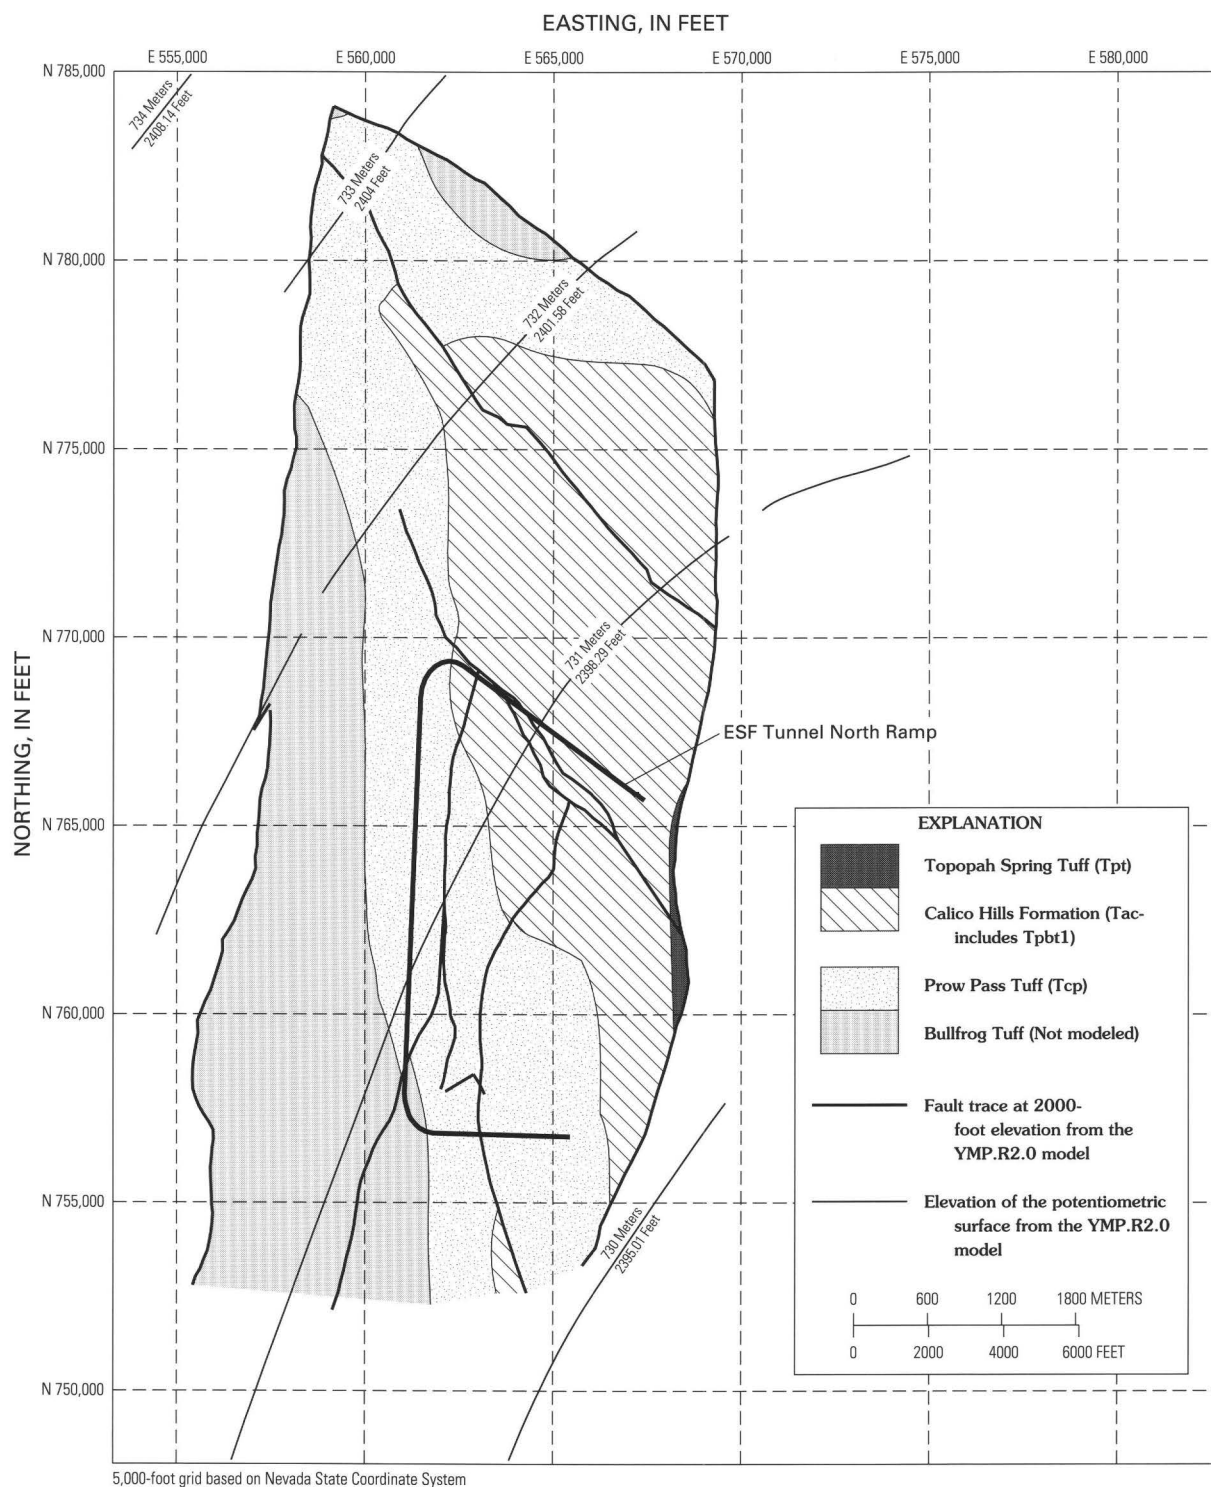 EASTING, IN FEET
E 555,000
E 560,000
E 565,000
E 570,000
E 575,000
E 580,000
N 785,000
N 780,000
N 775,000
N 770,000
N 765,000
N 760,000
N 755,000
N 750,000
NORTHING, IN FEET
734 Meters
2408.14 Feet
733 Meters
2404 Feet
732 Meters
2401.58 Feet
731 Meters
2398.29 Feet
ESF Tunnel North Ramp
730 Meters
2395.01 Feet
EXPLANATION
Topopah Spring Tuff (Tpt)
Calico Hills Formation (Tac-
includes Tpbt1)
Prow Pass Tuff (Tcp)
Bullfrog Tuff (Not modeled)
Fault trace at 2000-
foot elevation from the
YMP.R2.0 model
Elevation of the potentiometric
surface from the YMP.R2.0
model
0 600 1200 1800 METERS
0 2000 4000 6000 FEET
5,000-foot grid based on Nevada State Coordinate System